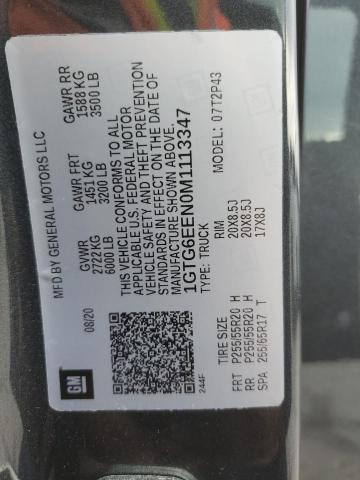 MFD BY GENERAL MOTORS LLC
08/20
GVWR
2722 KG
6000 LB
GAWR FRT
1451 KG
3200 LB
GAWR RR
1588 KG
3500 LB
THIS VEHICLE CONFORMS TO ALL
APPLICABLE U.S. FEDERAL MOTOR
VEHICLE SAFETY AND THEFT PREVENTION
STANDARDS IN EFFECT ON THE DATE OF
MANUFACTURE SHOWN ABOVE.
1GTG6EEN0M1113347
TYPE: TRUCK
07T2P43
244F
TIRE SIZE RIM
FRT P255/55R20 H 20X8.5J
RR P255/55R20 H 20X8.5J
SPA 255/65R17 T 17X8J
GM